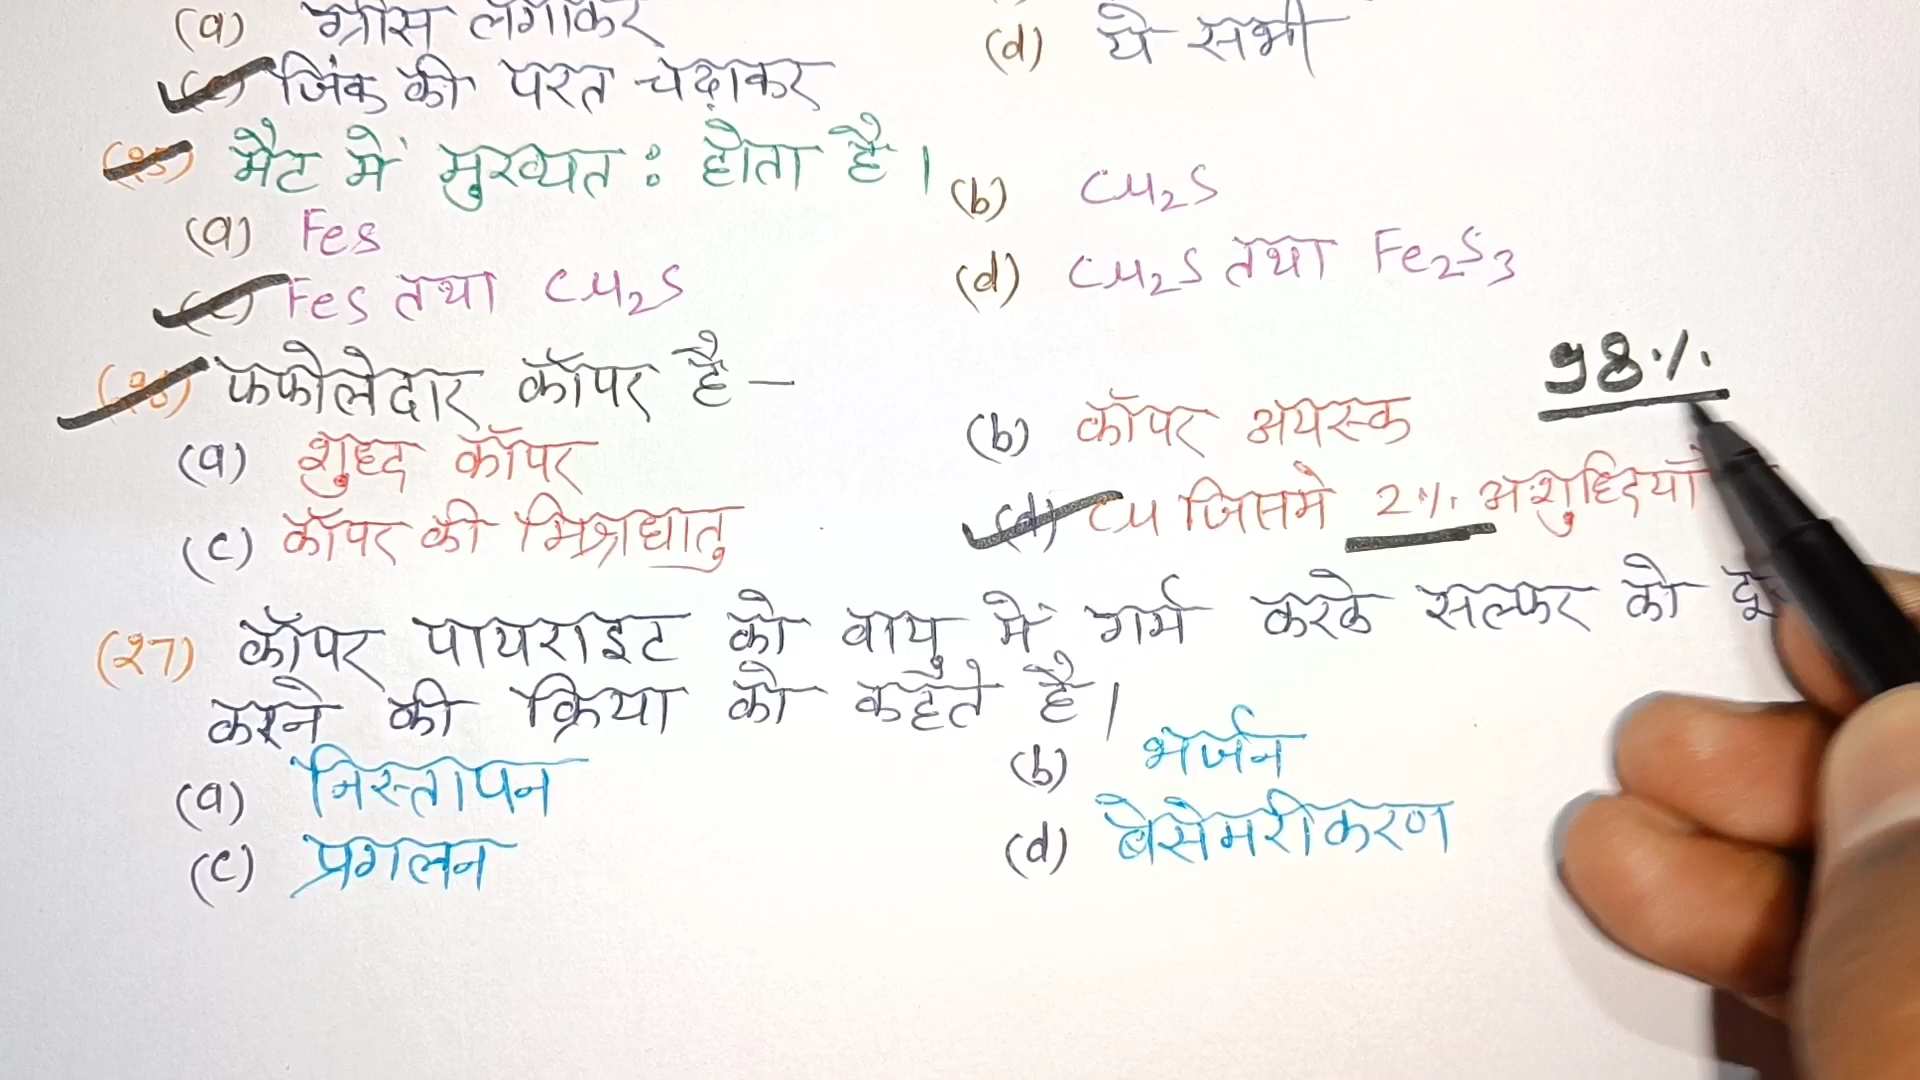 (a) ग्रीस लगाकर
(d) ये सभी
जिंक की परत चढ़ाकर
(25) मैट में मुख्यत: होता है।
(a) FeS
(b) Cu2S
(c) FeS तथा Cu2S
(d) Cu2S तथा Fe2S3
98%
फफोलेदार कॉपर है –
(a) शुध्द कॉपर
(b) कॉपर अयस्क
(c) कॉपर की मिश्रधातु
(d) Cu जिसमे 2% अशुध्दियाँ
(27) कॉपर पायराइट को वायु में गर्म करके सल्फर को
करने की क्रिया को कहते है।
(a) निस्तापन
(b) भर्जन
(c) प्रगलन
(d) बेसेमरीकरण